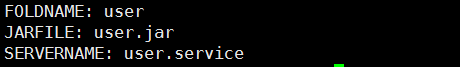 FOLDNAME: user
JARFILE: user.jar
SERVERNAME: user.service